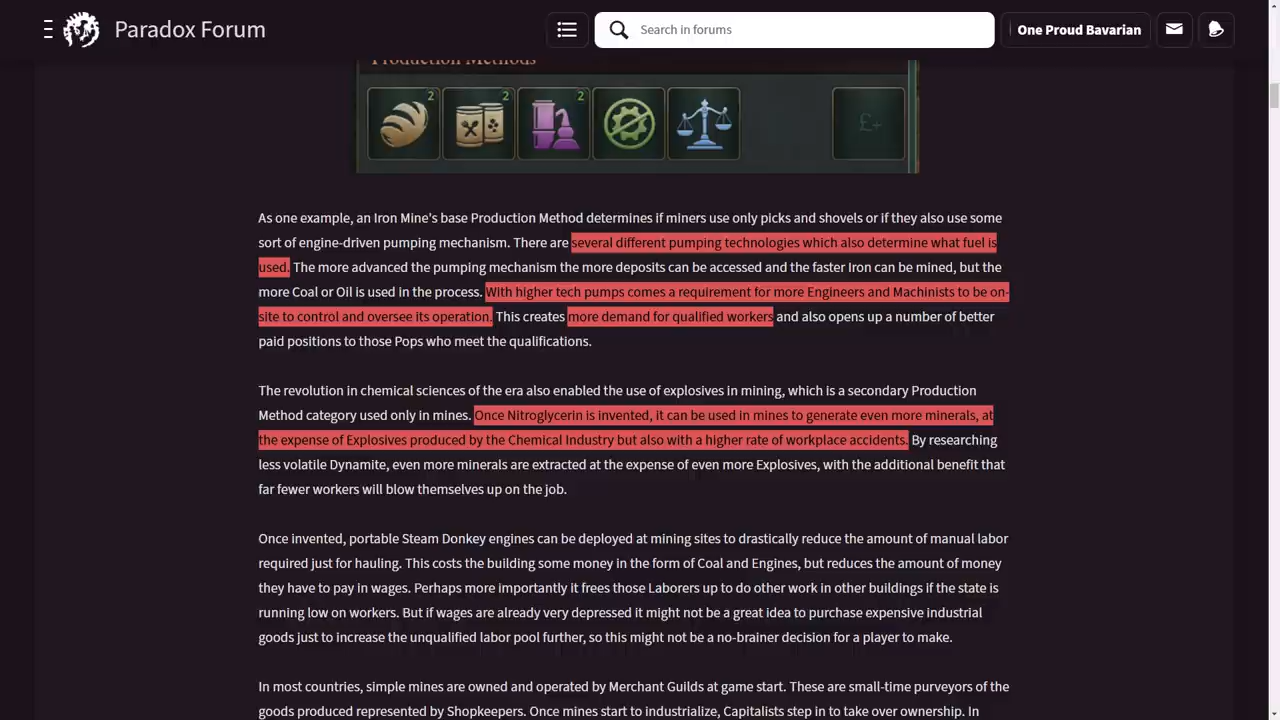 Paradox Forum
Search in forums
One Proud Bavarian
Production Methods
2
2
2
£+
As one example, an Iron Mine's base Production Method determines if miners use only picks and shovels or if they also use some
sort of engine-driven pumping mechanism. There are several different pumping technologies which also determine what fuel is
used. The more advanced the pumping mechanism the more deposits can be accessed and the faster Iron can be mined, but the
more Coal or Oil is used in the process. With higher tech pumps comes a requirement for more Engineers and Machinists to be on-
site to control and oversee its operation. This creates more demand for qualified workers and also opens up a number of better
paid positions to those Pops who meet the qualifications.
The revolution in chemical sciences of the era also enabled the use of explosives in mining, which is a secondary Production
Method category used only in mines. Once Nitroglycerin is invented, it can be used in mines to generate even more minerals, at
the expense of Explosives produced by the Chemical Industry but also with a higher rate of workplace accidents. By researching
less volatile Dynamite, even more minerals are extracted at the expense of even more Explosives, with the additional benefit that
far fewer workers will blow themselves up on the job.
Once invented, portable Steam Donkey engines can be deployed at mining sites to drastically reduce the amount of manual labor
required just for hauling. This costs the building some money in the form of Coal and Engines, but reduces the amount of money
they have to pay in wages. Perhaps more importantly it frees those Laborers up to do other work in other buildings if the state is
running low on workers. But if wages are already very depressed it might not be a great idea to purchase expensive industrial
goods just to increase the unqualified labor pool further, so this might not be a no-brainer decision for a player to make.
In most countries, simple mines are owned and operated by Merchant Guilds at game start. These are small-time purveyors of the
goods produced represented by Shopkeepers. Once mines start to industrialize, Capitalists step in to take over ownership. In